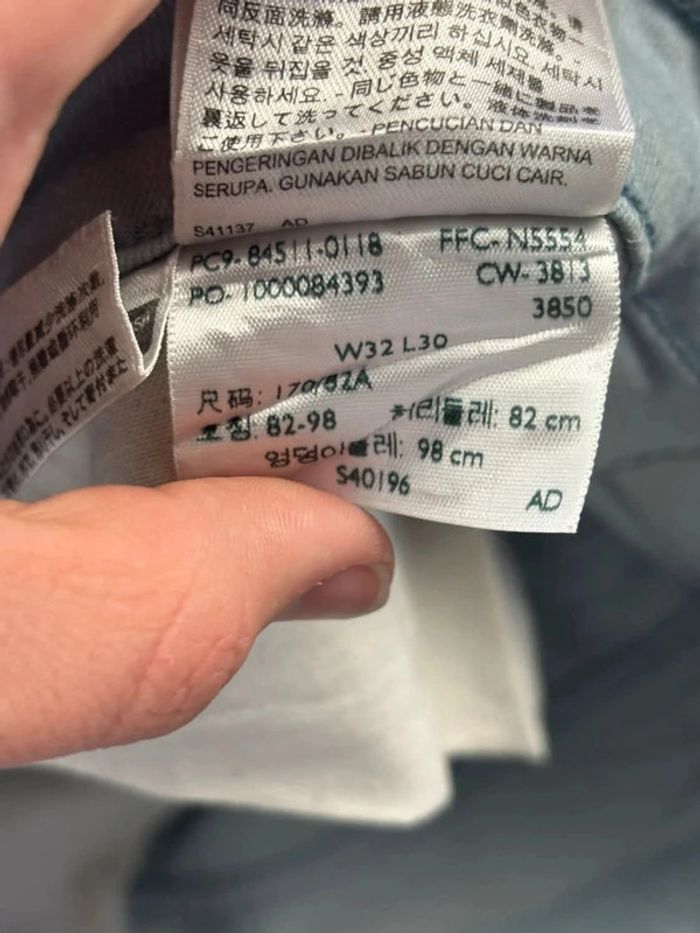 同反面洗滌。請用液態洗衣劑洗滌。
세탁시 같은 색상끼리 하십시오. 세탁시
옷을 뒤집을 것. 중성 액체 세제를
사용하세요. - 同じ色物と一緒に製品を
裏返して洗ってください。液体洗剤を
ご使用下さい。 - PENCUCIAN DAN
PENGERINGAN DIBALIK DENGAN WARNA
SERUPA. GUNAKAN SABUN CUCI CAIR.
S41137 AD
PC9-84511-0118 FFC-N5554
PO-1000084393 CW-3813
3850
W32 L30
尺码: 170/82A
호칭: 82-98 허리둘레: 82 cm
엉덩이둘레: 98 cm
S40196
AD